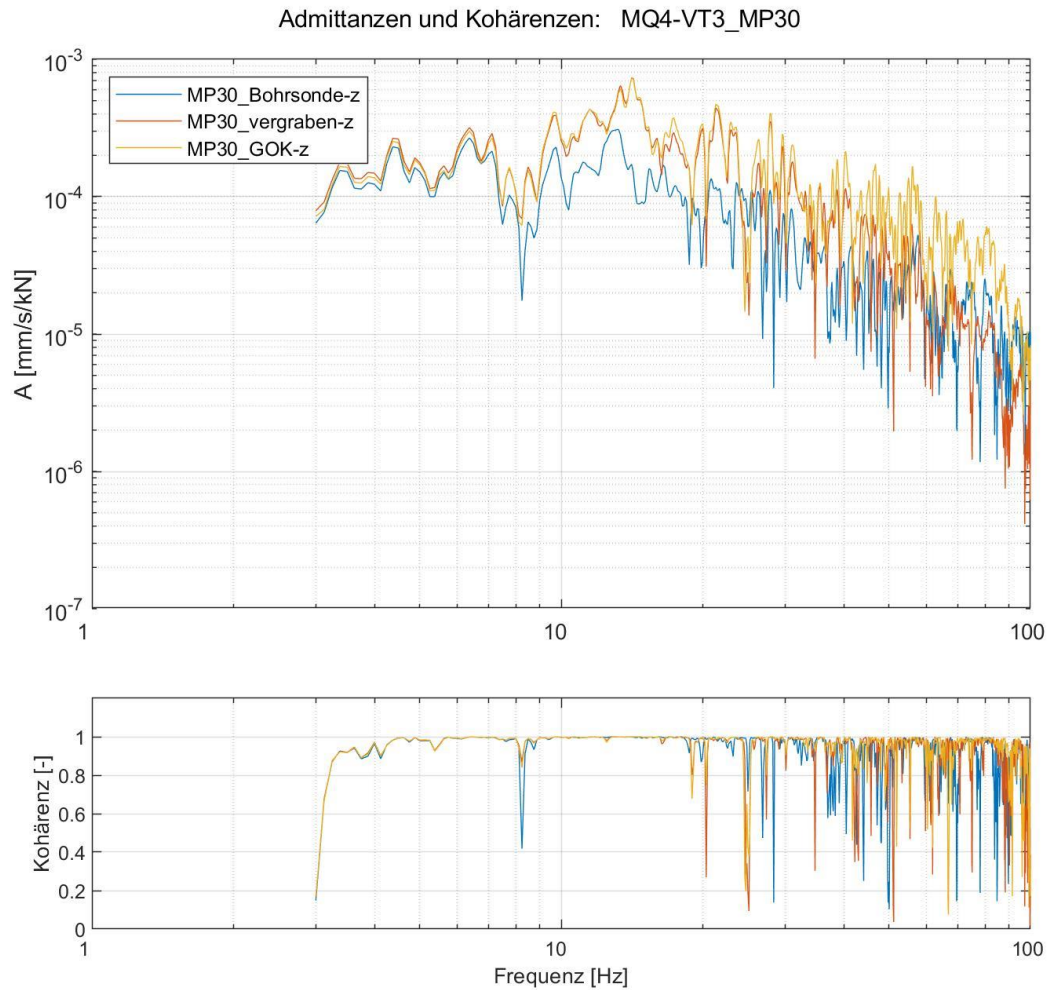 Admittanzen und Kohärenzen: MQ4-VT3_MP30
10-3
MP30_Bohrsonde-z
MP30_vergraben-z
MP30_GOK-z
10-4
A [mm/s/kN]
10-5
10-6
10-7
1 10 100
1
0.8
0.6
0.4
0.2
0
Kohärenz [-]
1 10 100
Frequenz [Hz]